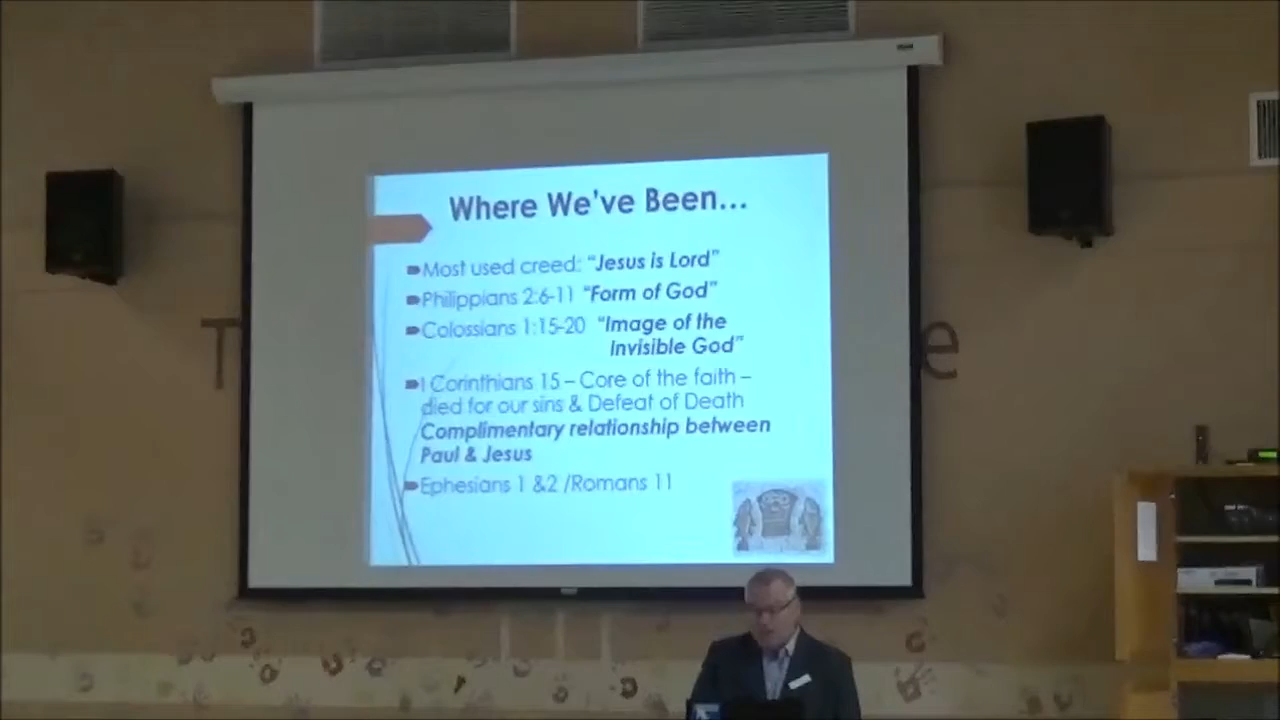 Where We've Been...
Most used creed: "Jesus is Lord"
Philippians 2:6-11 "Form of God"
Colossians 1:15-20 "Image of the
Invisible God"
I Corinthians 15 – Core of the faith –
died for our sins & Defeat of Death
Complimentary relationship between
Paul & Jesus
Ephesians 1 &2 /Romans 11
T
e